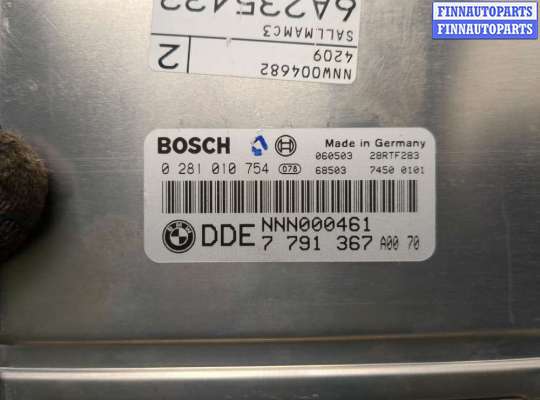 FINNAUTOPARTS
FINNAUTOPARTS
6A235422
SALLMAMC3
4209
NNW004682
2
BOSCH
Made in Germany
060503 28RTF283
0 281 010 754 078 68503 7450 0101
BMW
DDE NNN000461
7 791 367 A00 70